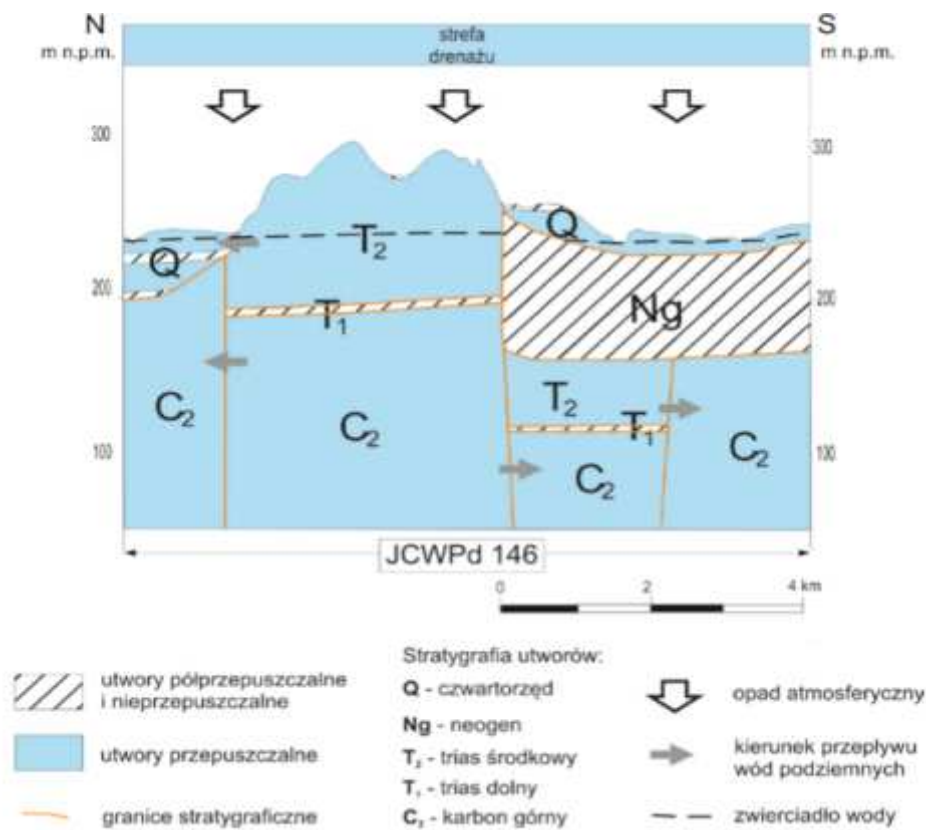 N
m n.p.m.
strefa
drenażu
S
m n.p.m.
300
300
T₂
Q
Q
200
200
T₁
Ng
C₂
C₂
T₂
T₁
C₂
C₂
100
100
JCWPd 146
0 2 4 km
utwory półprzepuszczalne
i nieprzepuszczalne
utwory przepuszczalne
granice stratygraficzne
Stratygrafia utworów:
Q - czwartorzęd
Ng - neogen
T₂ - trias środkowy
T₁ - trias dolny
C₂ - karbon górny
opad atmosferyczny
kierunek przepływu
wód podziemnych
zwierciadło wody